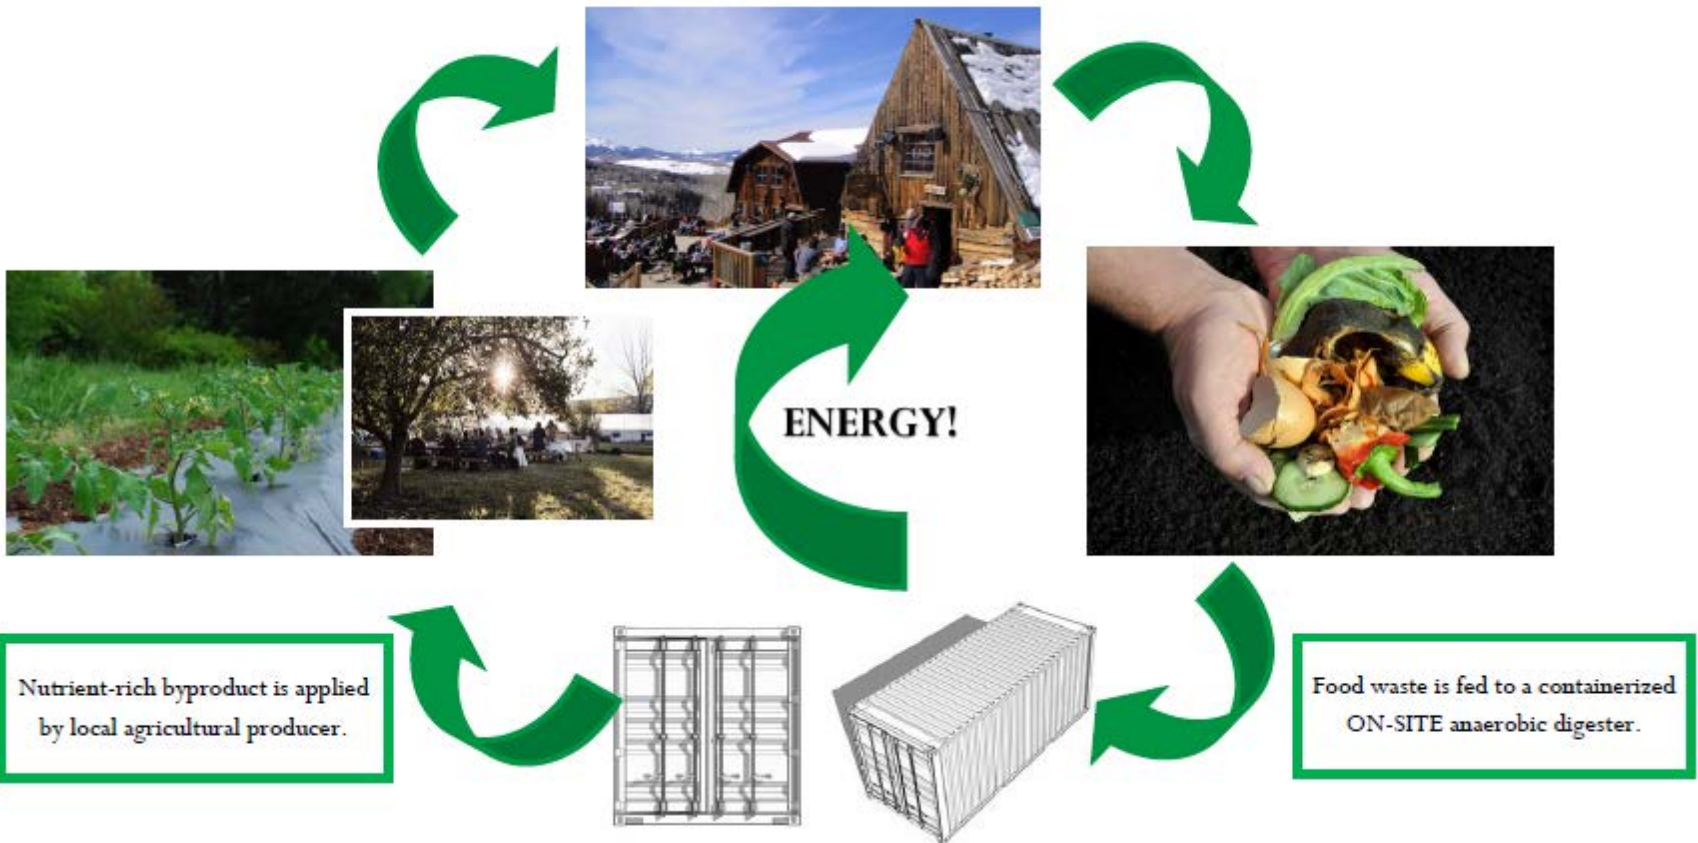 ENERGY!
Nutrient-rich byproduct is applied
by local agricultural producer.
Food waste is fed to a containerized
ON-SITE anaerobic digester.